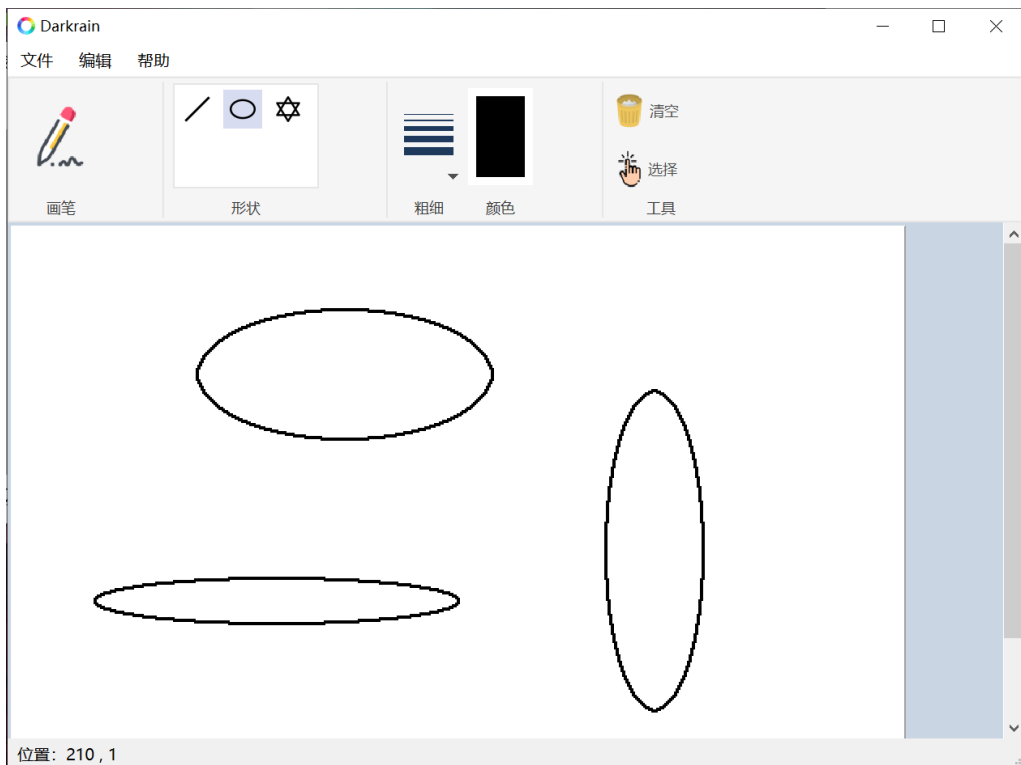 Darkrain
文件 编辑 帮助
清空
选择
画笔 形状 粗细 颜色 工具
位置：210 , 1